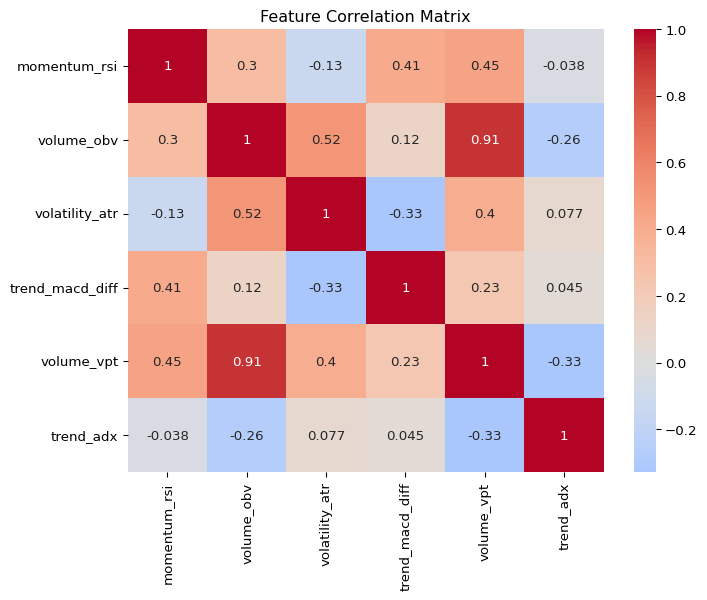 Feature Correlation Matrix
momentum_rsi 1 0.3 -0.13 0.41 0.45 -0.038
volume_obv 0.3 1 0.52 0.12 0.91 -0.26
volatility_atr -0.13 0.52 1 -0.33 0.4 0.077
trend_macd_diff 0.41 0.12 -0.33 1 0.23 0.045
volume_vpt 0.45 0.91 0.4 0.23 1 -0.33
trend_adx -0.038 -0.26 0.077 0.045 -0.33 1
momentum_rsi
volume_obv
volatility_atr
trend_macd_diff
volume_vpt
trend_adx
1.0
0.8
0.6
0.4
0.2
0.0
−0.2